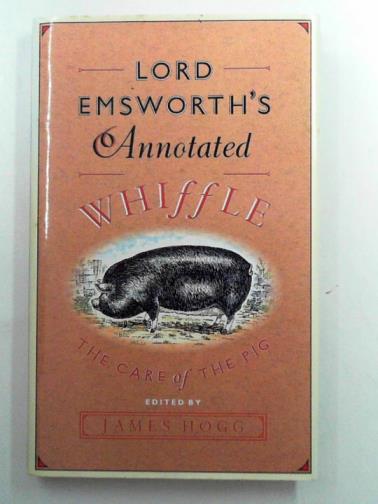 LORD
EMSWORTH'S
Annotated
WHIffLE
THE CARE of THE PIG
EDITED BY
JAMES HOGG